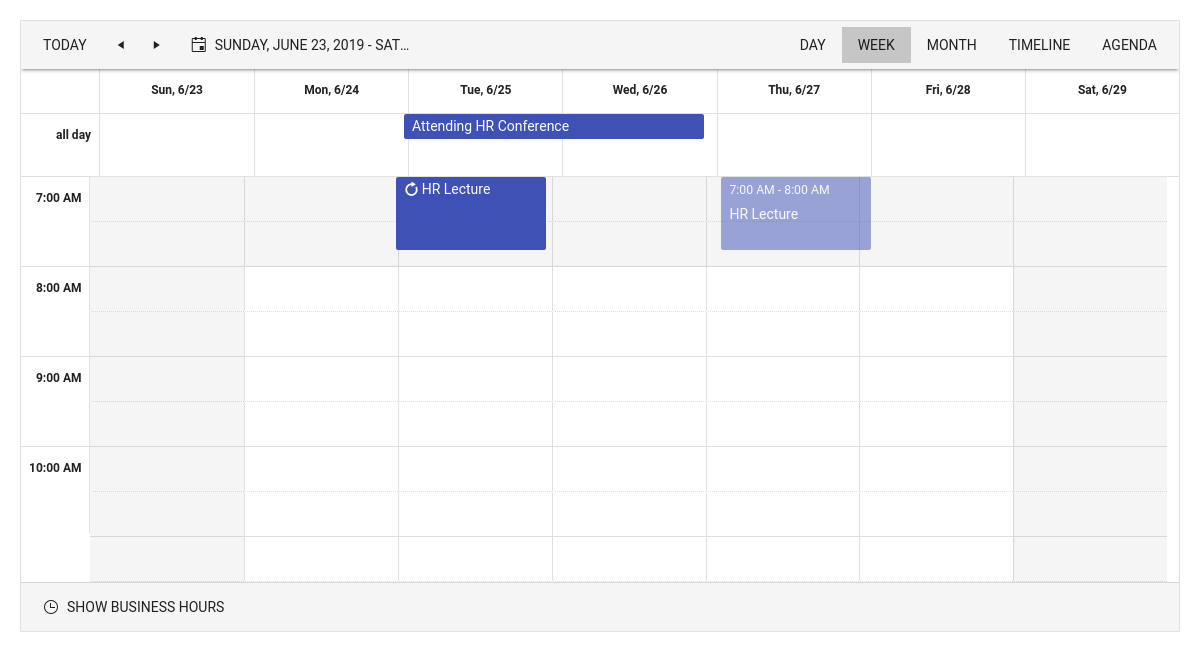 TODAY
SUNDAY, JUNE 23, 2019 - SAT...
DAY
WEEK
MONTH
TIMELINE
AGENDA
Sun, 6/23
Mon, 6/24
Tue, 6/25
Wed, 6/26
Thu, 6/27
Fri, 6/28
Sat, 6/29
all day
Attending HR Conference
7:00 AM
HR Lecture
7:00 AM - 8:00 AM
HR Lecture
8:00 AM
9:00 AM
10:00 AM
SHOW BUSINESS HOURS